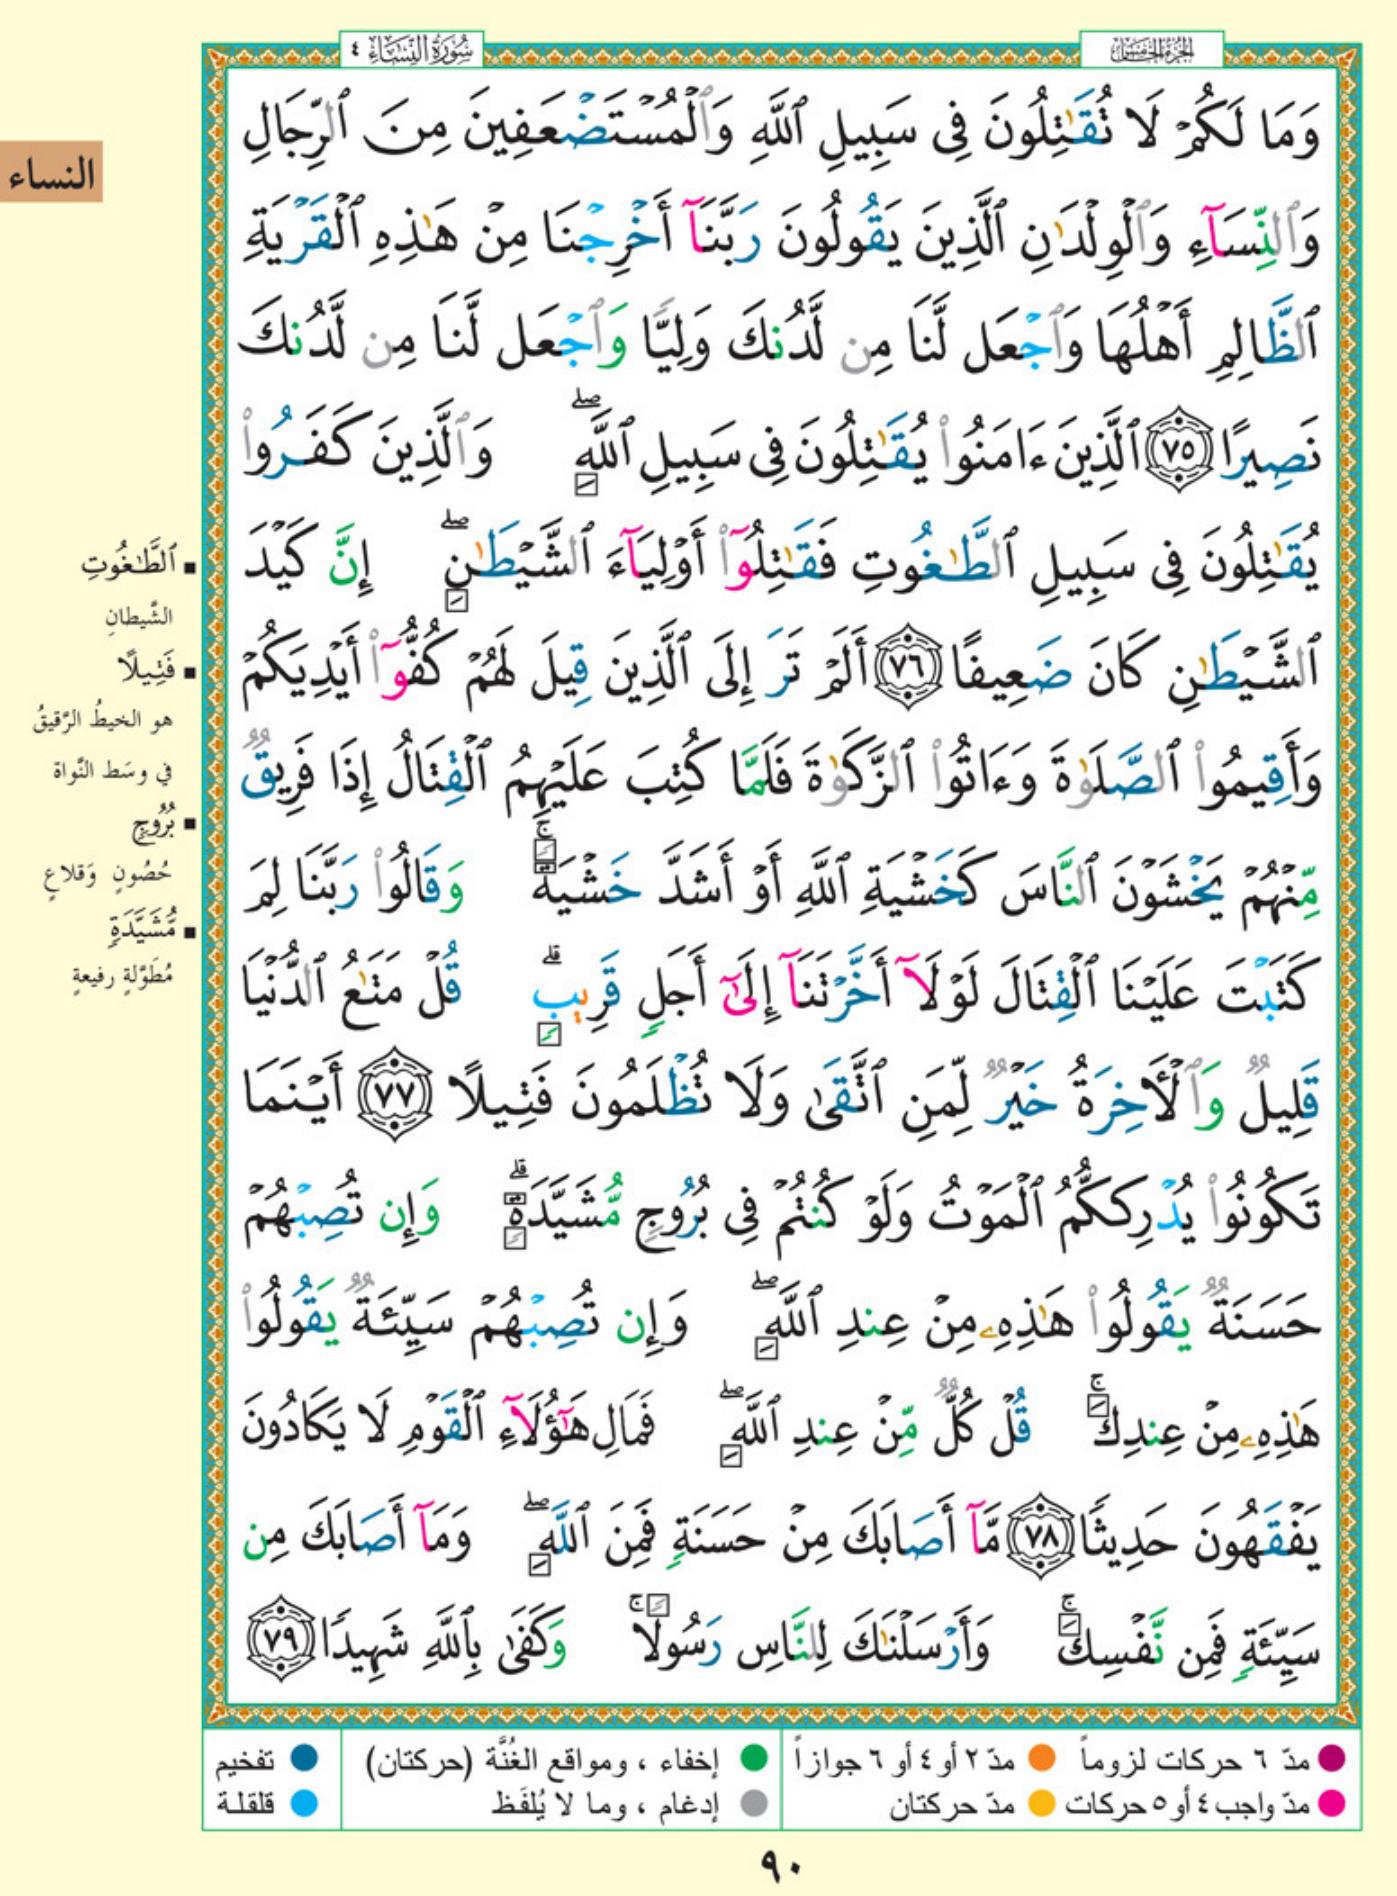 الجزء الخامس
سورة النساء ٤
وَمَا لَكُمْ لَا تُقَٰتِلُونَ فِى سَبِيلِ ٱللَّهِ وَٱلْمُسْتَضْعَفِينَ مِنَ ٱلرِّجَالِ
وَٱلنِّسَآءِ وَٱلْوِلْدَٰنِ ٱلَّذِينَ يَقُولُونَ رَبَّنَآ أَخْرِجْنَا مِنْ هَٰذِهِ ٱلْقَرْيَةِ
ٱلظَّالِمِ أَهْلُهَا وَٱجْعَل لَّنَا مِن لَّدُنكَ وَلِيًّا وَٱجْعَل لَّنَا مِن لَّدُنكَ
نَصِيرًا ٧٥ ٱلَّذِينَ ءَامَنُوا۟ يُقَٰتِلُونَ فِى سَبِيلِ ٱللَّهِ ۖ وَٱلَّذِينَ كَفَرُوا۟
يُقَٰتِلُونَ فِى سَبِيلِ ٱلطَّٰغُوتِ فَقَٰتِلُوٓا۟ أَوْلِيَآءَ ٱلشَّيْطَٰنِ ۖ إِنَّ كَيْدَ
ٱلشَّيْطَٰنِ كَانَ ضَعِيفًا ٧٦ أَلَمْ تَرَ إِلَى ٱلَّذِينَ قِيلَ لَهُمْ كُفُّوٓا۟ أَيْدِيَكُمْ
وَأَقِيمُوا۟ ٱلصَّلَوٰةَ وَءَاتُوا۟ ٱلزَّكَوٰةَ فَلَمَّا كُتِبَ عَلَيْهِمُ ٱلْقِتَالُ إِذَا فَرِيقٌ
مِّنْهُمْ يَخْشَوْنَ ٱلنَّاسَ كَخَشْيَةِ ٱللَّهِ أَوْ أَشَدَّ خَشْيَةً ۚ وَقَالُوا۟ رَبَّنَا لِمَ
كَتَبْتَ عَلَيْنَا ٱلْقِتَالَ لَوْلَآ أَخَّرْتَنَآ إِلَىٰٓ أَجَلٍ قَرِيبٍ ۗ قُلْ مَتَٰعُ ٱلدُّنْيَا
قَلِيلٌ وَٱلْأَخِرَةُ خَيْرٌ لِّمَنِ ٱتَّقَىٰ وَلَا تُظْلَمُونَ فَتِيلًا ٧٧ أَيْنَمَا
تَكُونُوا۟ يُدْرِككُّمُ ٱلْمَوْتُ وَلَوْ كُنتُمْ فِى بُرُوجٍ مُّشَيَّدَةٍ ۗ وَإِن تُصِبْهُمْ
حَسَنَةٌ يَقُولُوا۟ هَٰذِهِۦ مِنْ عِندِ ٱللَّهِ ۖ وَإِن تُصِبْهُمْ سَيِّئَةٌ يَقُولُوا۟
هَٰذِهِۦ مِنْ عِندِكَ ۚ قُلْ كُلٌّ مِّنْ عِندِ ٱللَّهِ ۖ فَمَالِ هَٰٓؤُلَآءِ ٱلْقَوْمِ لَا يَكَادُونَ
يَفْقَهُونَ حَدِيثًا ٧٨ مَّآ أَصَابَكَ مِنْ حَسَنَةٍ فَمِنَ ٱللَّهِ ۖ وَمَآ أَصَابَكَ مِن
سَيِّئَةٍ فَمِن نَّفْسِكَ ۚ وَأَرْسَلْنَٰكَ لِلنَّاسِ رَسُولًا ۚ وَكَفَىٰ بِٱللَّهِ شَهِيدًا ٧٩
النساء
ٱلطَّٰغُوتِ
الشَّيطانِ
فَتِيلًا
هو الخيطُ الرَّقيقُ
في وسَط النَّواة
بُرُوجٍ
حُصُونٍ وَقلاعٍ
مُّشَيَّدَةٍ
مُطَوَّلةٍ رفيعةٍ
مدّ ٦ حركات لزوماً
مدّ ٢ أو ٤ أو ٦ جوازاً
مدّ واجب ٤ أو ٥ حركات
مدّ حركتان
إخفاء ، ومواقع الغُنَّة (حركتان)
إدغام ، وما لا يُلفَظ
تفخيم
قلقلة
٩٠